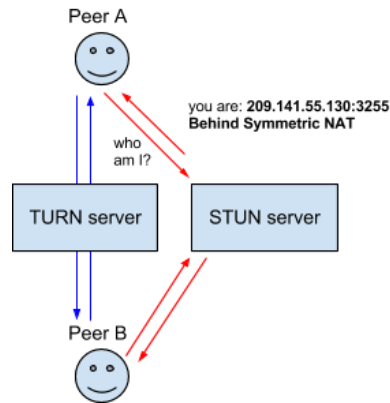 Peer A
you are: 209.141.55.130:3255
Behind Symmetric NAT
who
am I?
TURN server
STUN server
Peer B